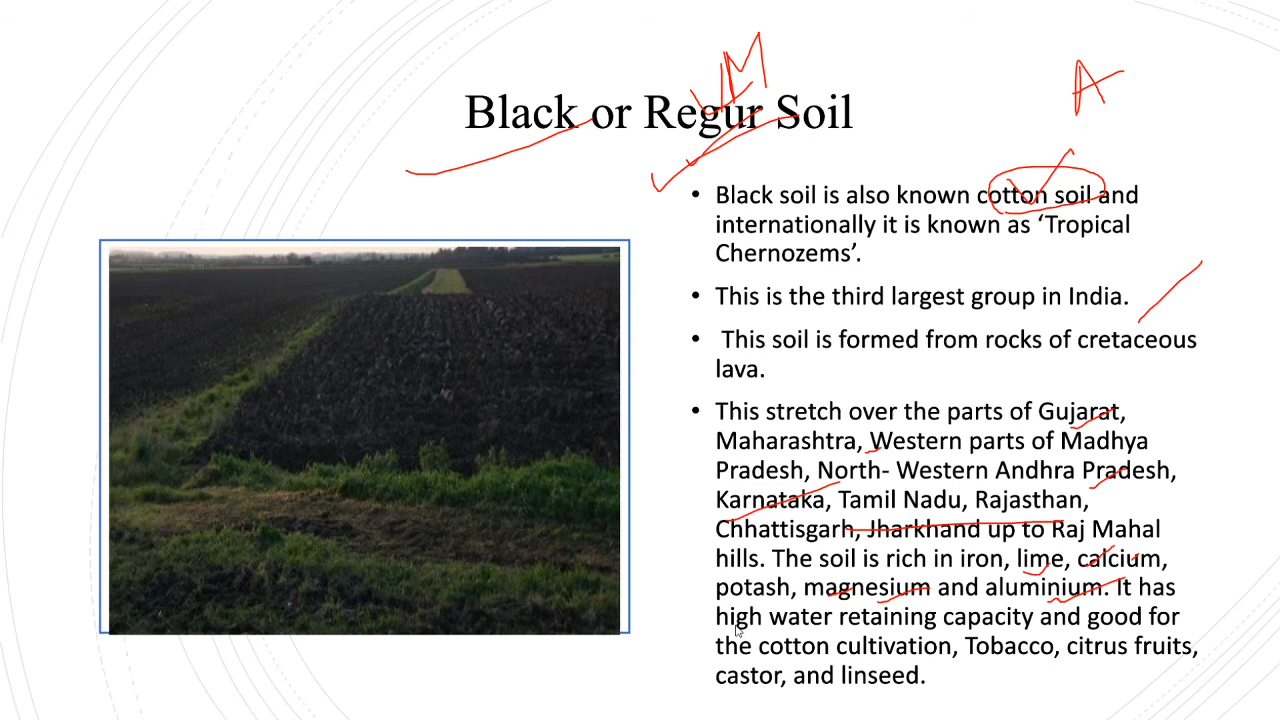 Black or Regur Soil
VM
A
• Black soil is also known cotton soil and
internationally it is known as ‘Tropical
Chernozems’.
• This is the third largest group in India.
• This soil is formed from rocks of cretaceous
lava.
• This stretch over the parts of Gujarat,
Maharashtra, Western parts of Madhya
Pradesh, North- Western Andhra Pradesh,
Karnataka, Tamil Nadu, Rajasthan,
Chhattisgarh, Jharkhand up to Raj Mahal
hills. The soil is rich in iron, lime, calcium,
potash, magnesium and aluminium. It has
high water retaining capacity and good for
the cotton cultivation, Tobacco, citrus fruits,
castor, and linseed.